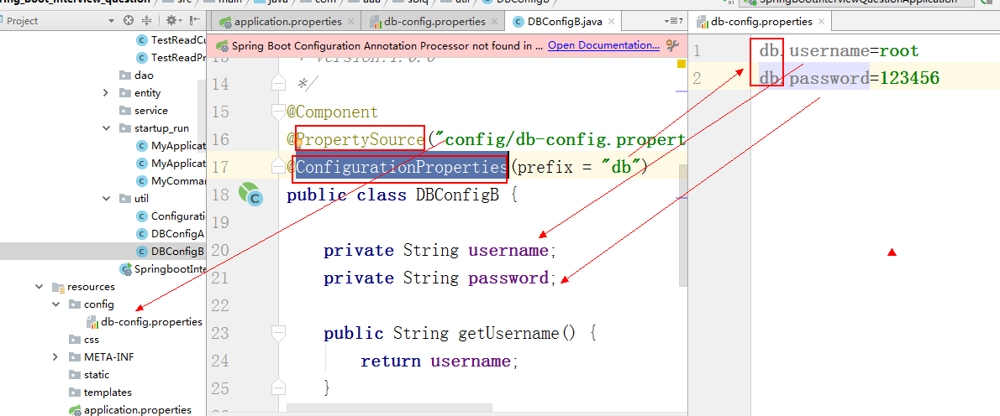 Project
TestReadCu
TestReadPr
dao
entity
service
startup_run
MyApplicat
MyApplicat
MyComma
util
Configuratio
DBConfigA
DBConfigB
SpringbootInte
resources
config
db-config.properties
css
META-INF
static
templates
application.properties
application.properties
db-config.properties
DBConfigB.java
7
Spring Boot Configuration Annotation Processor not found in ... Open Documentation...
14 */
15 @Component
16 @PropertySource("config/db-config.propert
17 @ConfigurationProperties(prefix = "db")
18 public class DBConfigB {
19
20 private String username;
21 private String password;
22
23 public String getUsername() {
24 return username;
25 }
db-config.properties
1 db.username=root
2 db.password=123456